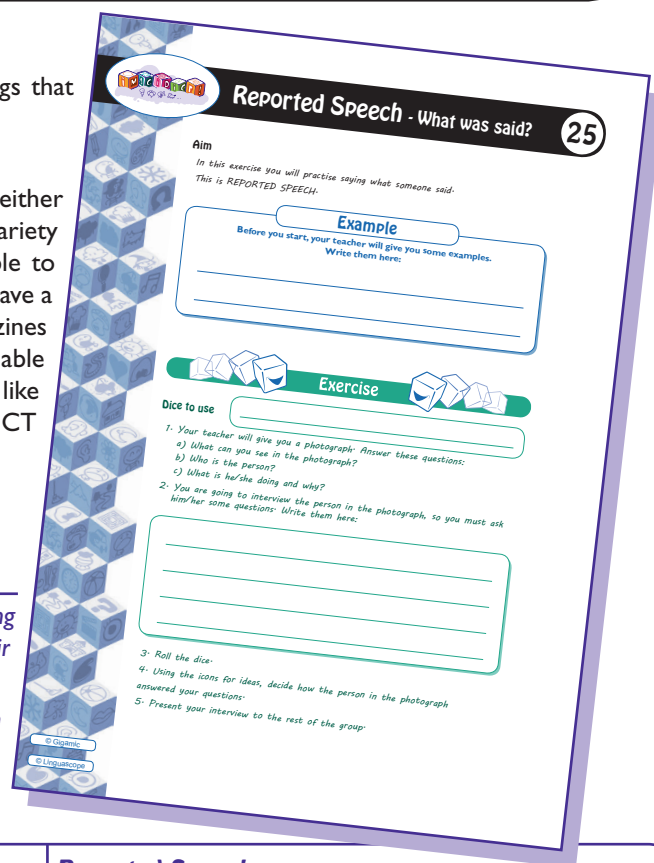 gs that
either
ariety
ble to
ave a
zines
able
like
CT
ng
ir
Reported Speech - What was said?
25
Aim
In this exercise you will practise saying what someone said.
This is REPORTED SPEECH.
Example
Before you start, your teacher will give you some examples.
Write them here:
Exercise
Dice to use
1. Your teacher will give you a photograph. Answer these questions:
a) What can you see in the photograph?
b) Who is the person?
c) What is he/she doing and why?
2. You are going to interview the person in the photograph, so you must ask
him/her some questions. Write them here:
3. Roll the dice.
4. Using the icons for ideas, decide how the person in the photograph
answered your questions.
5. Present your interview to the rest of the group.
© Gigamic
© Linguascope